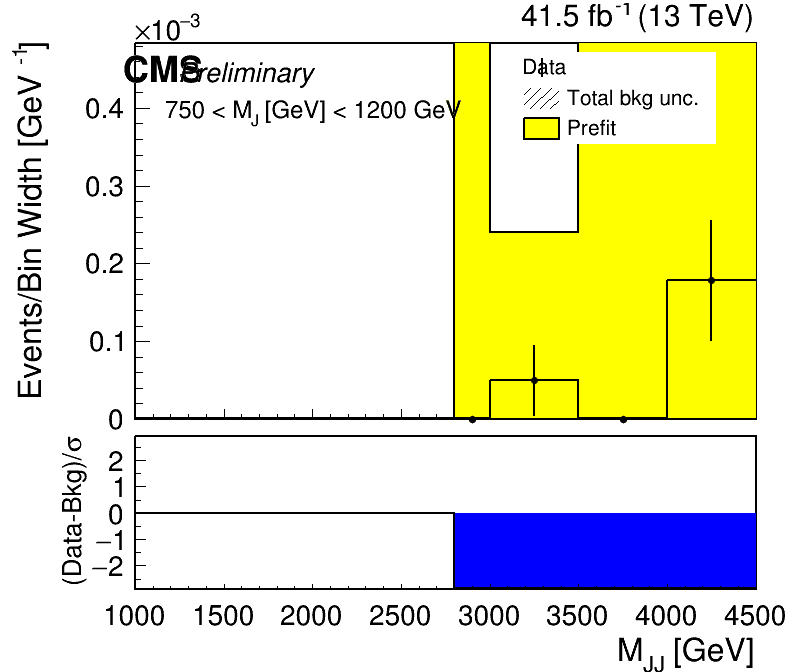 ×10⁻³
41.5 fb⁻¹ (13 TeV)
CMS Preliminary
750 < M_J [GeV] < 1200 GeV
Data
Total bkg unc.
Prefit
Events/Bin Width [GeV⁻¹]
0.4
0.3
0.2
0.1
0
(Data-Bkg)/σ
2
1
0
−1
−2
1000 1500 2000 2500 3000 3500 4000 4500
M_JJ [GeV]